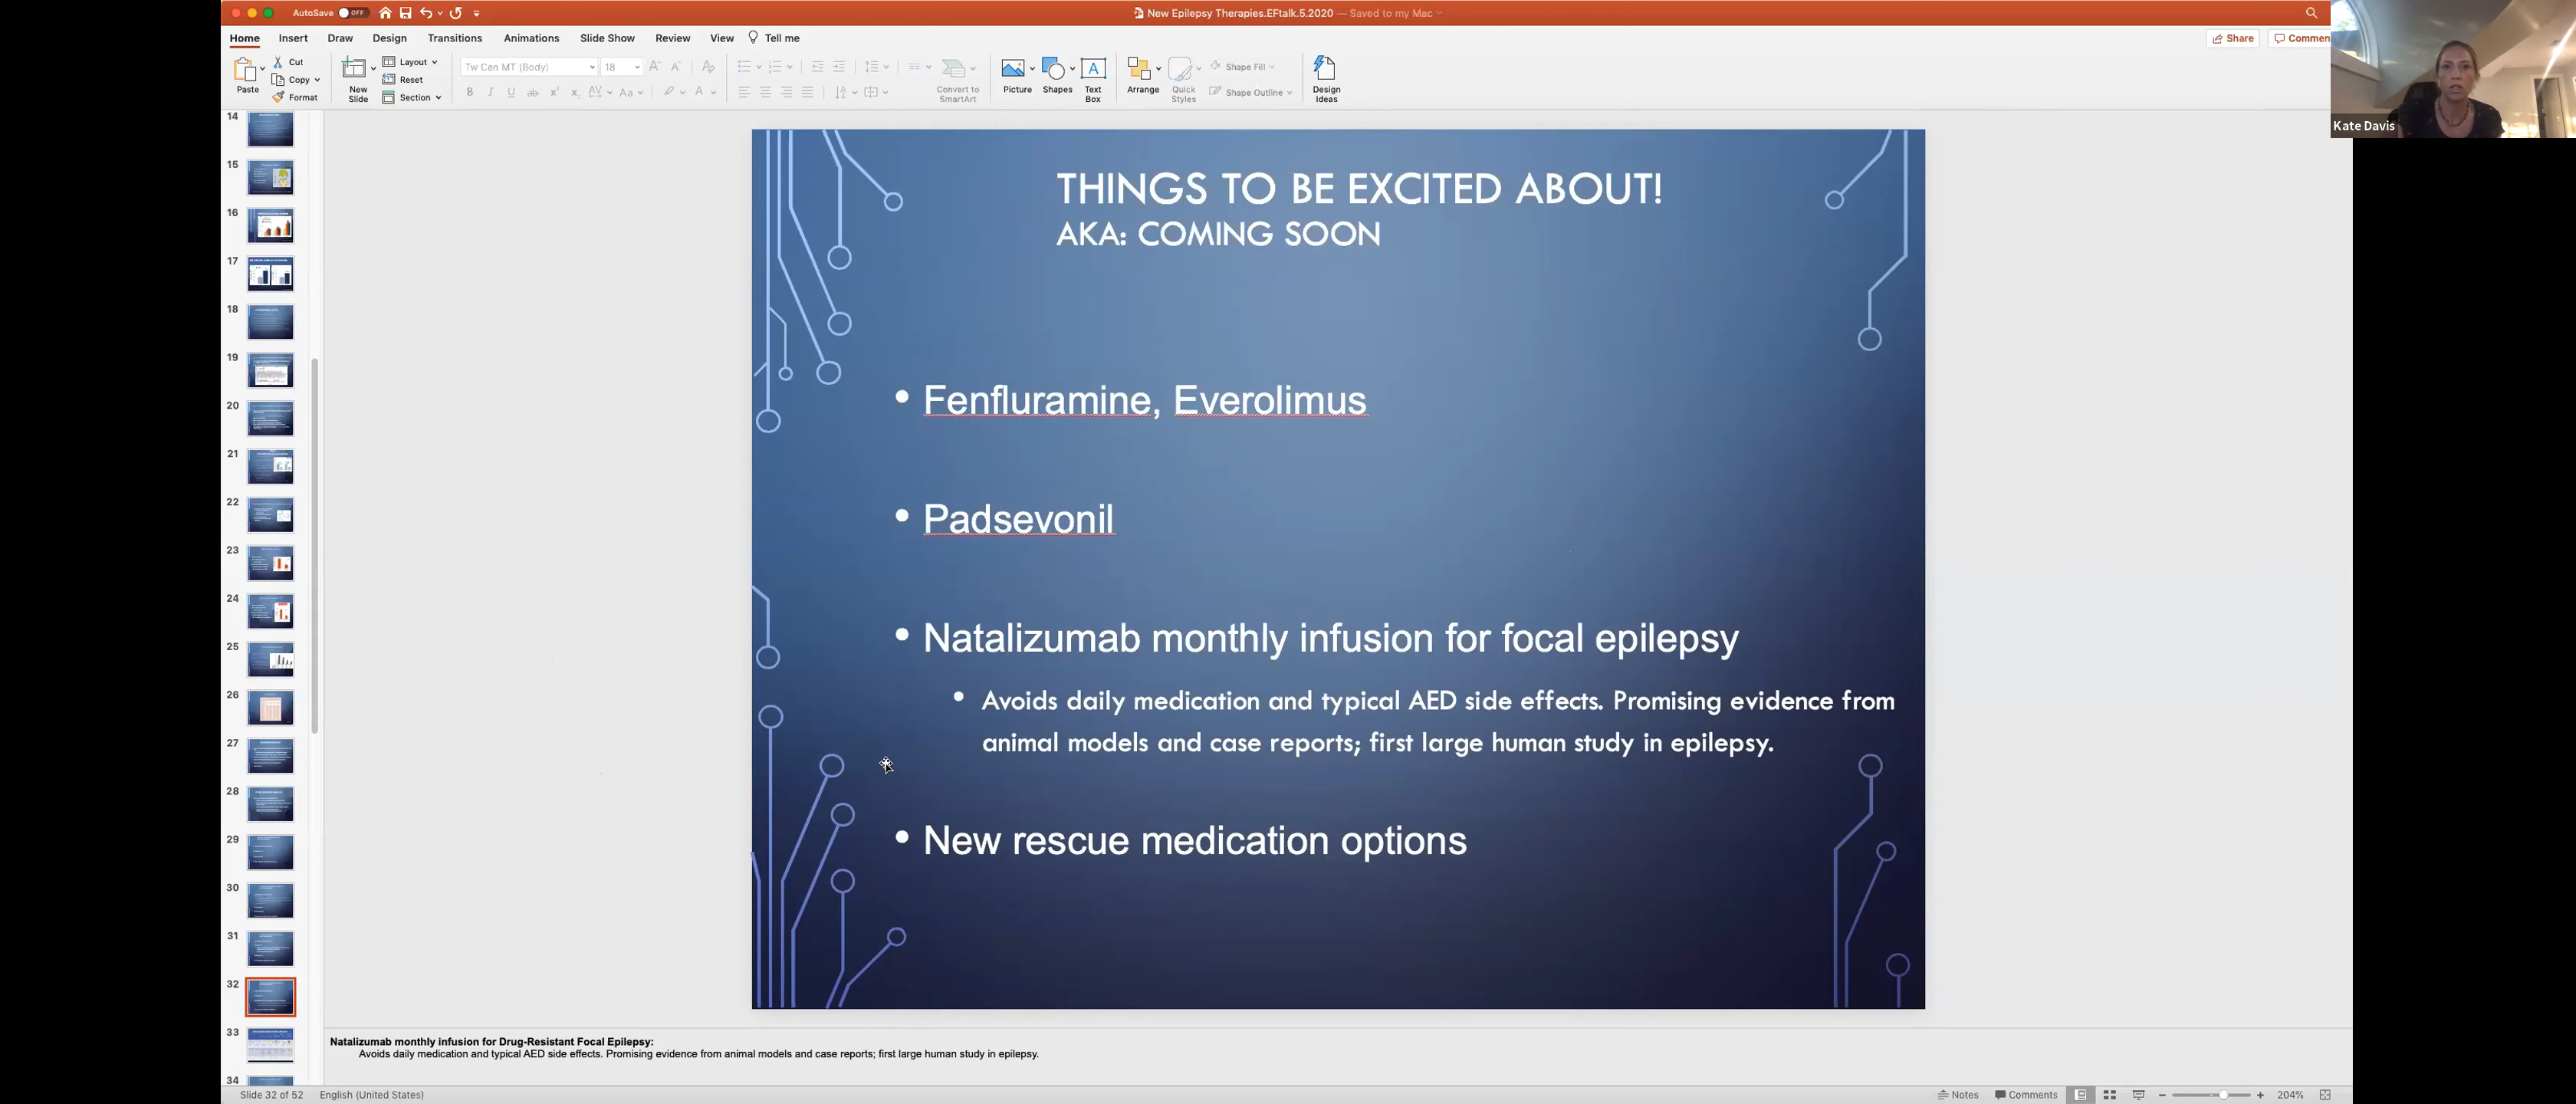 AutoSave OFF
New Epilepsy Therapies.EFtalk.5.2020 — Saved to my Mac
Home Insert Draw Design Transitions Animations Slide Show Review View Tell me
Share Commen
Paste
Cut
Copy
Format
New Slide
Layout
Reset
Section
Tw Cen MT (Body) 18
B I U ab x² x₂ AV Aa A
Convert to SmartArt
Picture
Shapes
Text Box
Arrange
Quick Styles
Shape Fill
Shape Outline
Design Ideas
Kate Davis
14
15
16
17
18
19
20
21
22
23
24
25
26
27
28
29
30
31
32
33
34
THINGS TO BE EXCITED ABOUT!
AKA: COMING SOON
• Fenfluramine, Everolimus
• Padsevonil
• Natalizumab monthly infusion for focal epilepsy
• Avoids daily medication and typical AED side effects. Promising evidence from
animal models and case reports; first large human study in epilepsy.
• New rescue medication options
Natalizumab monthly infusion for Drug-Resistant Focal Epilepsy:
Avoids daily medication and typical AED side effects. Promising evidence from animal models and case reports; first large human study in epilepsy.
Slide 32 of 52 English (United States)
Notes Comments 204%